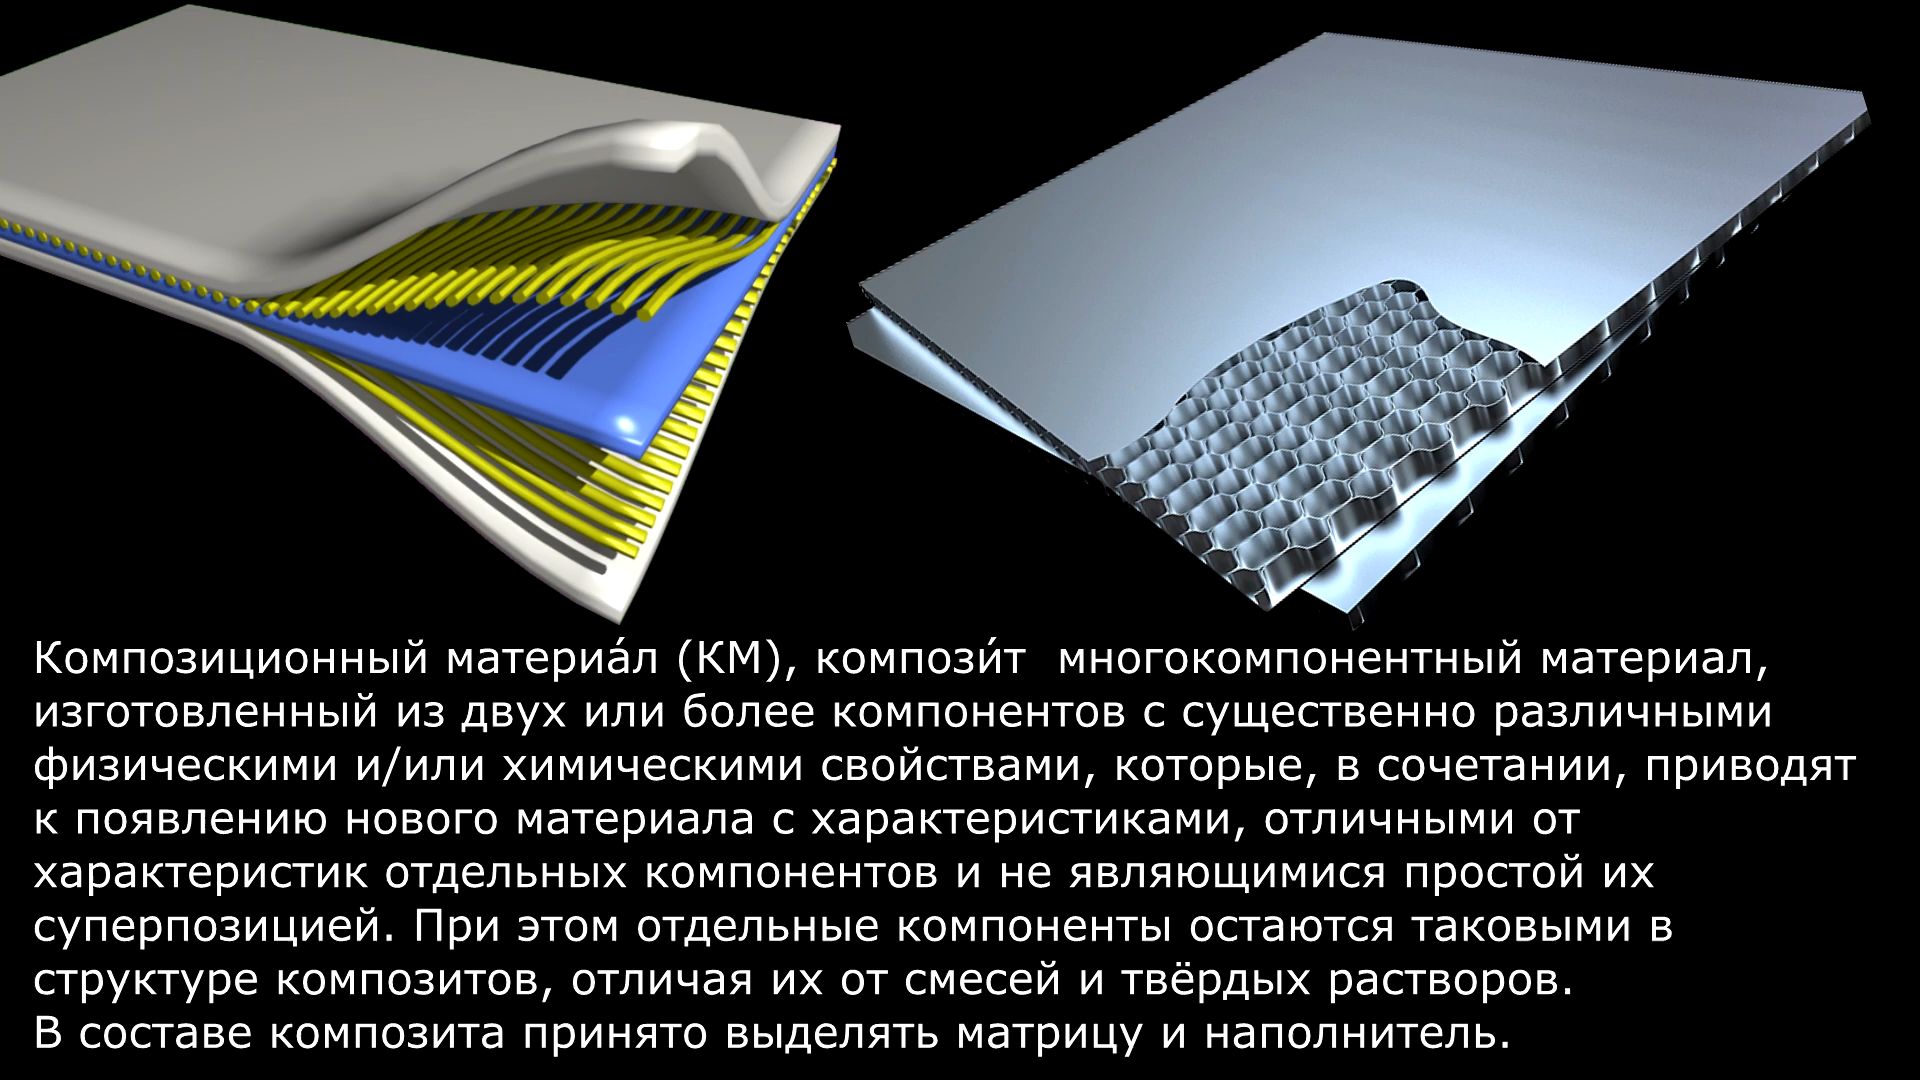 Композиционный материа́л (КМ), компози́т  многокомпонентный материал,
изготовленный из двух или более компонентов с существенно различными
физическими и/или химическими свойствами, которые, в сочетании, приводят
к появлению нового материала с характеристиками, отличными от
характеристик отдельных компонентов и не являющимися простой их
суперпозицией. При этом отдельные компоненты остаются таковыми в
структуре композитов, отличая их от смесей и твёрдых растворов.
В составе композита принято выделять матрицу и наполнитель.